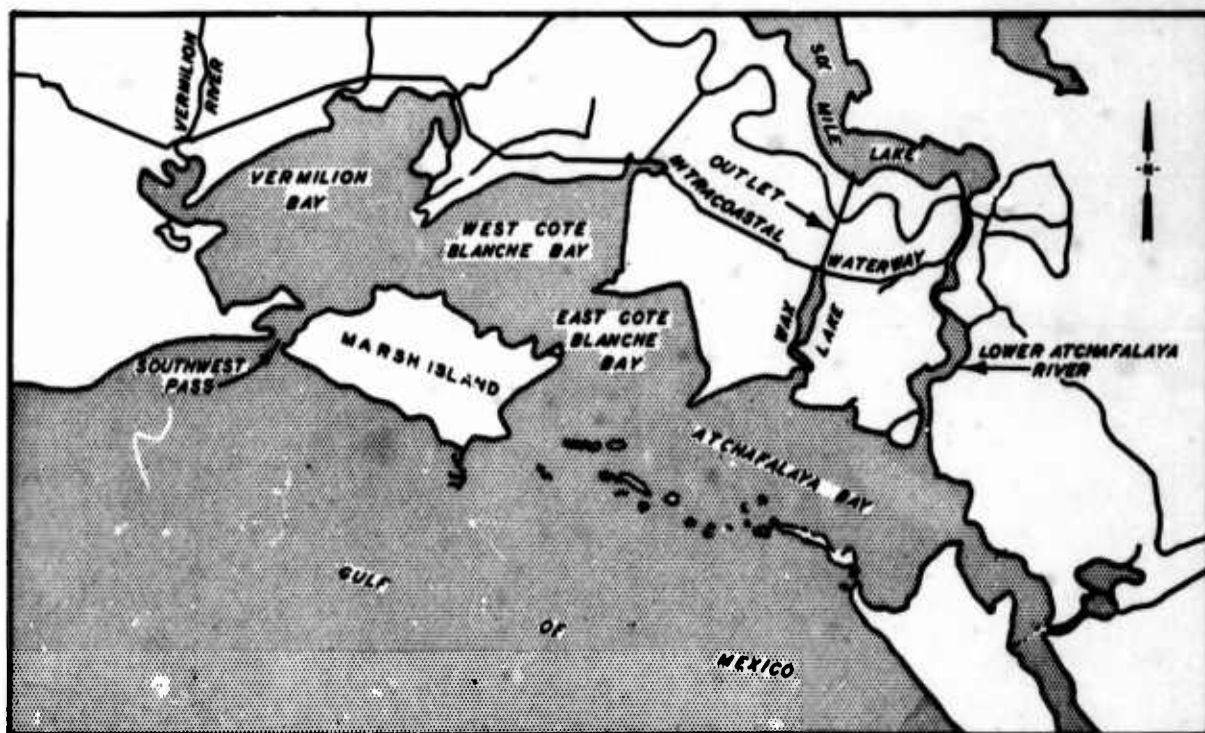 VERMILION
RIVER
SIX
MILE
LAKE
VERMILION
BAY
OUTLET
INTRACOASTAL
WATERWAY
WEST COTE
BLANCHE BAY
EAST COTE
BLANCHE
BAY
WAX
LAKE
MARSH ISLAND
SOUTHWEST
PASS
LOWER ATCHAFALAYA
RIVER
ATCHAFALAYA BAY
GULF
OF
MEXICO